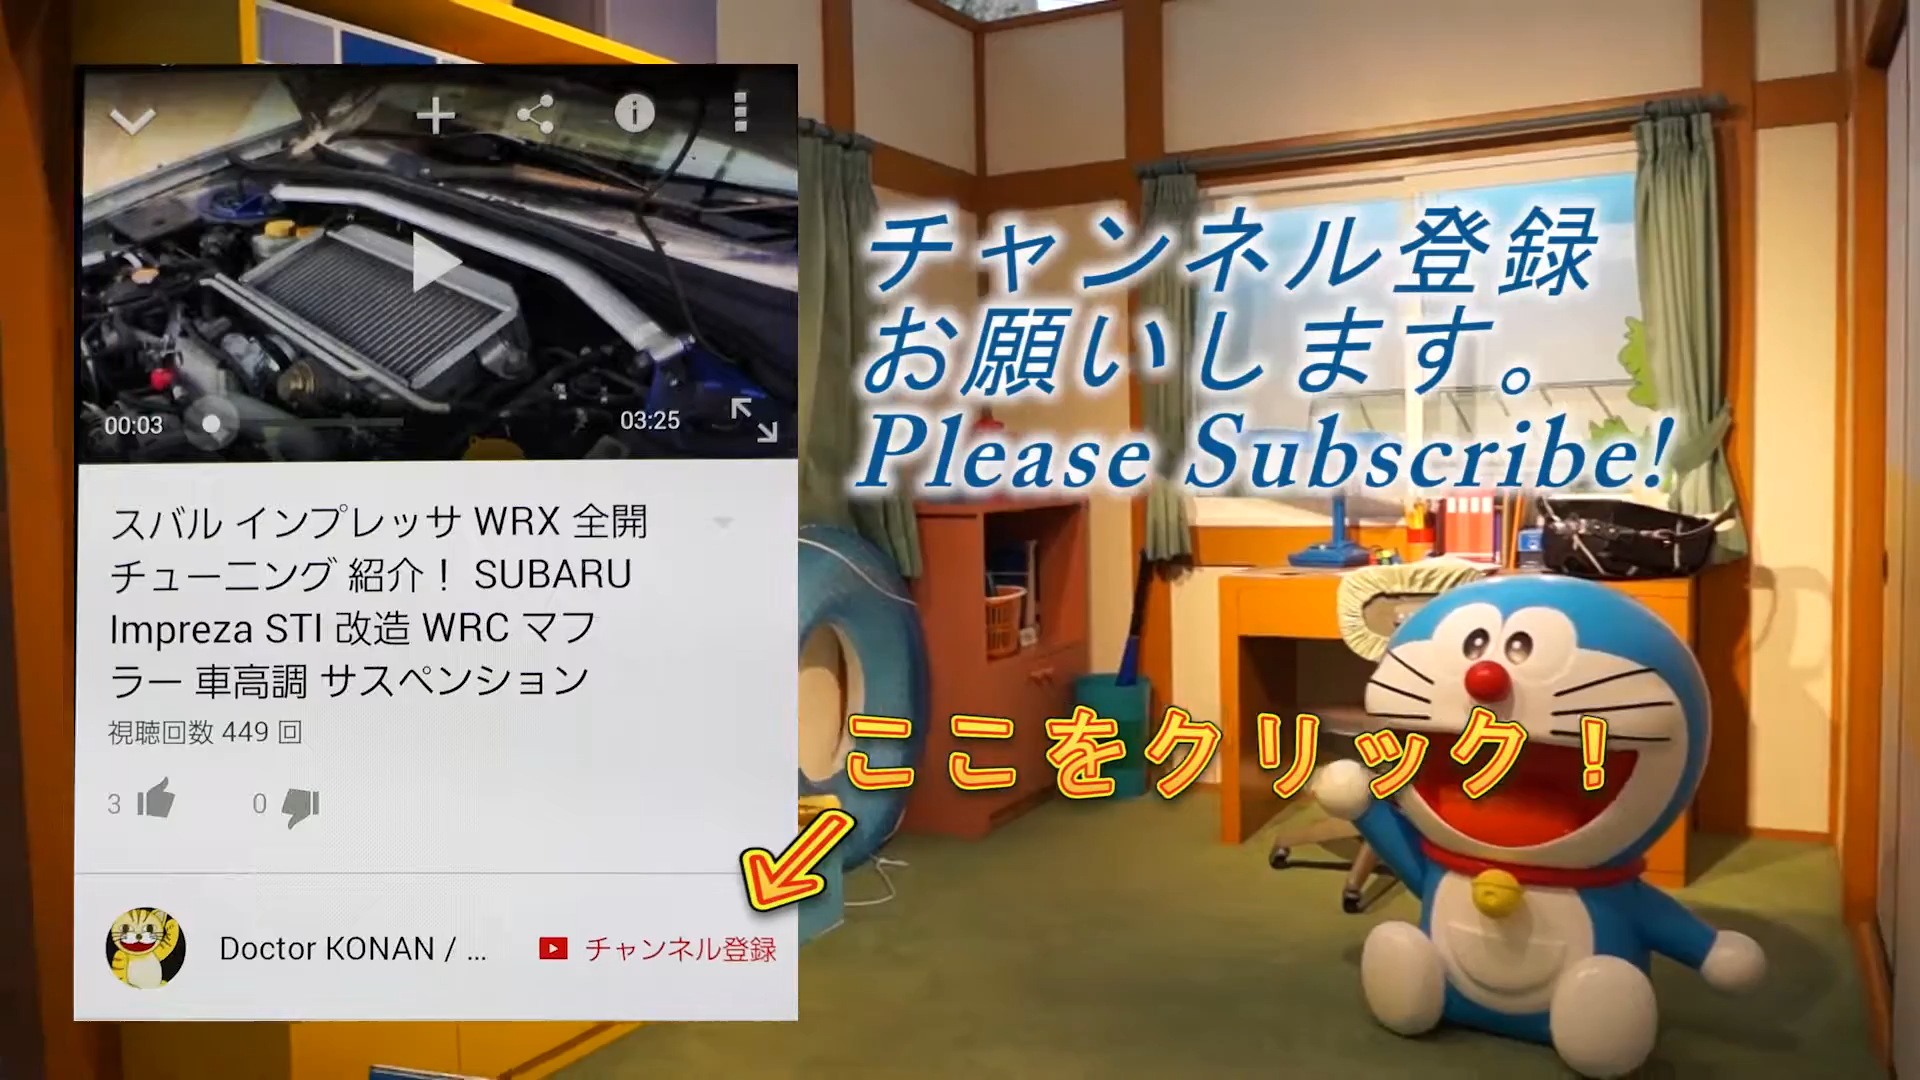 00:03
03:25
スバル インプレッサ WRX 全開
チューニング 紹介！ SUBARU
Impreza STI 改造 WRC マフ
ラー 車高調 サスペンション
視聴回数 449 回
3
0
Doctor KONAN / ...
チャンネル登録
チャンネル登録
お願いします。
Please Subscribe!
ここをクリック！